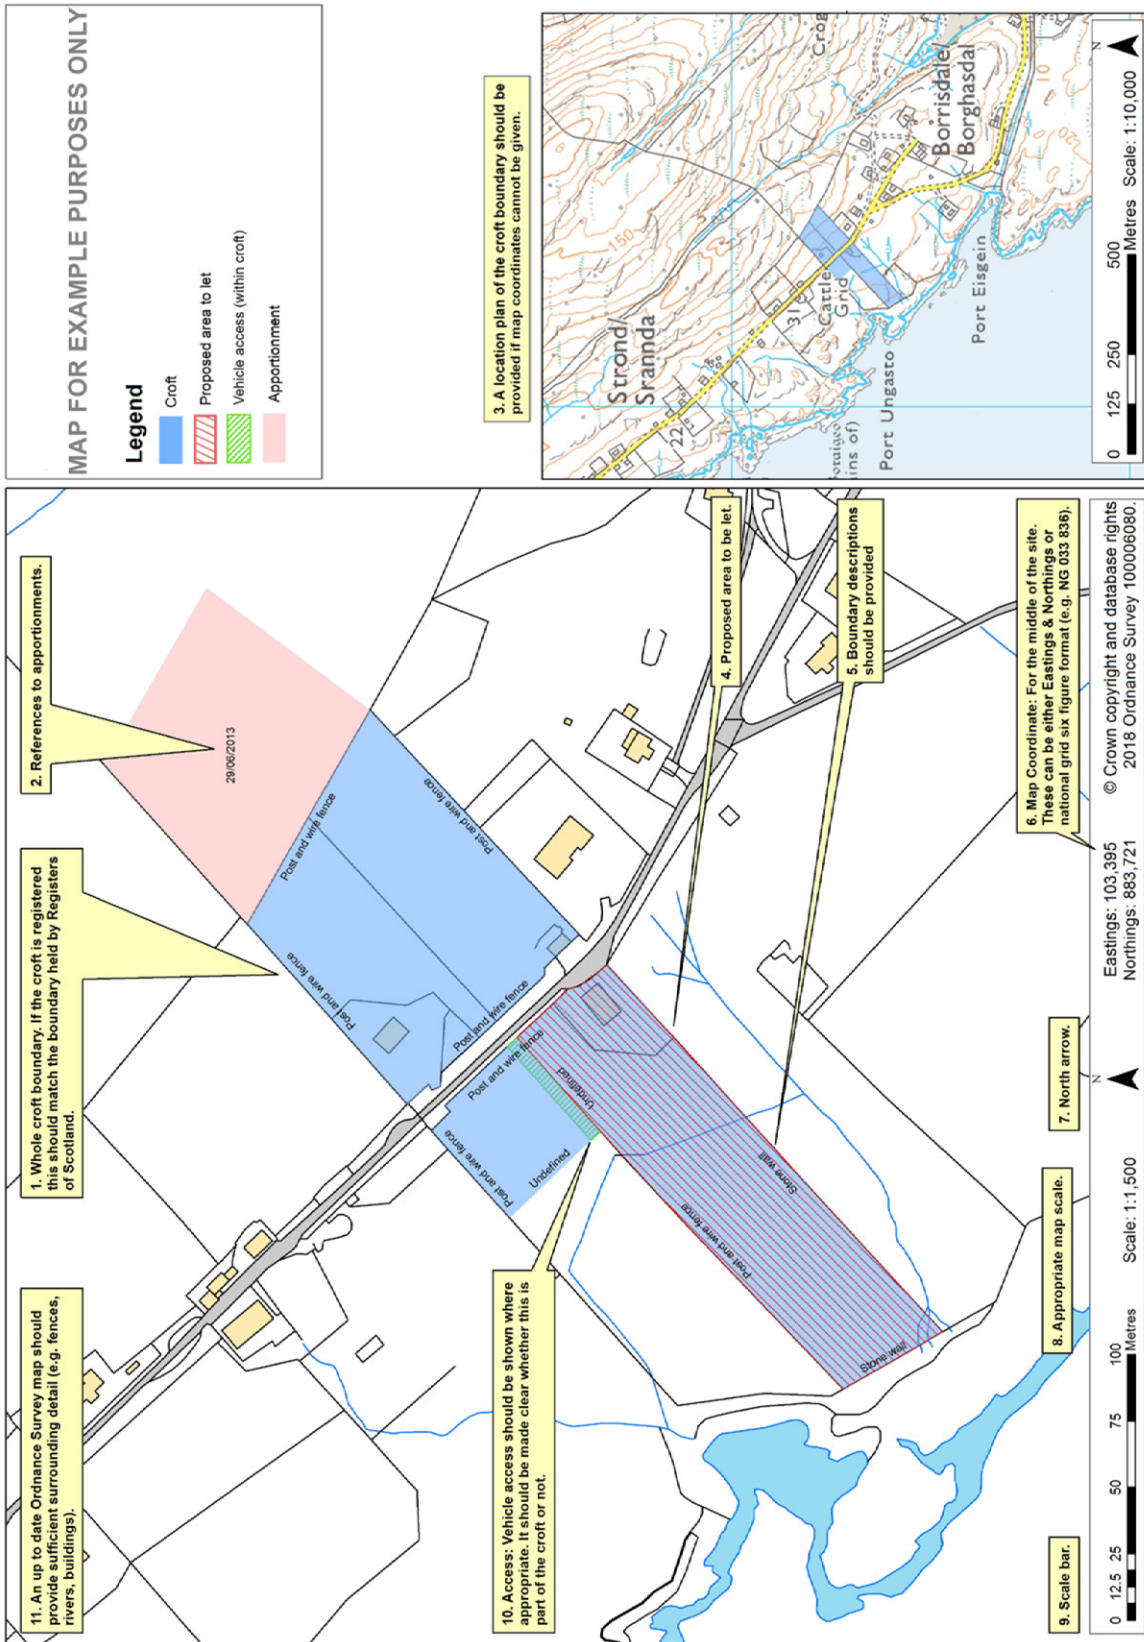 MAP FOR EXAMPLE PURPOSES ONLY
Legend
Croft
Proposed area to let
Vehicle access (within croft)
Apportionment
11. An up to date Ordnance Survey map should
provide sufficient surrounding detail (e.g. fences,
rivers, buildings).
1. Whole croft boundary. If the croft is registered
this should match the boundary held by Registers
of Scotland.
2. References to apportionments.
29/06/2013
Post and wire fence
Post and wire fence
Post and wire fence
Post and wire fence
Post and wire fence
Post and wire fence
Undefined
Undefined
Post and wire fence
Stone wall
Stone wall
10. Access: Vehicle access should be shown where
appropriate. It should be made clear whether this is
part of the croft or not.
4. Proposed area to be let.
5. Boundary descriptions
should be provided
3. A location plan of the croft boundary should be
provided if map coordinates cannot be given.
Strond/
Srannda
22
31
Cattle
Grid
150
Crog
Borrisdale/
Borghasdal
10
20
ins of)
Port Ungasto
Port Eisgein
0 125 250 500
Metres Scale: 1:10,000
N
9. Scale bar.
8. Appropriate map scale.
7. North arrow.
6. Map Coordinate: For the middle of the site.
These can be either Eastings & Northings or
national grid six figure format (e.g. NG 033 836).
0 12.5 25 50 75 100
Metres Scale: 1:1,500
N
Eastings: 103,395
Northings: 883,721
© Crown copyright and database rights
2018 Ordnance Survey 100006080.